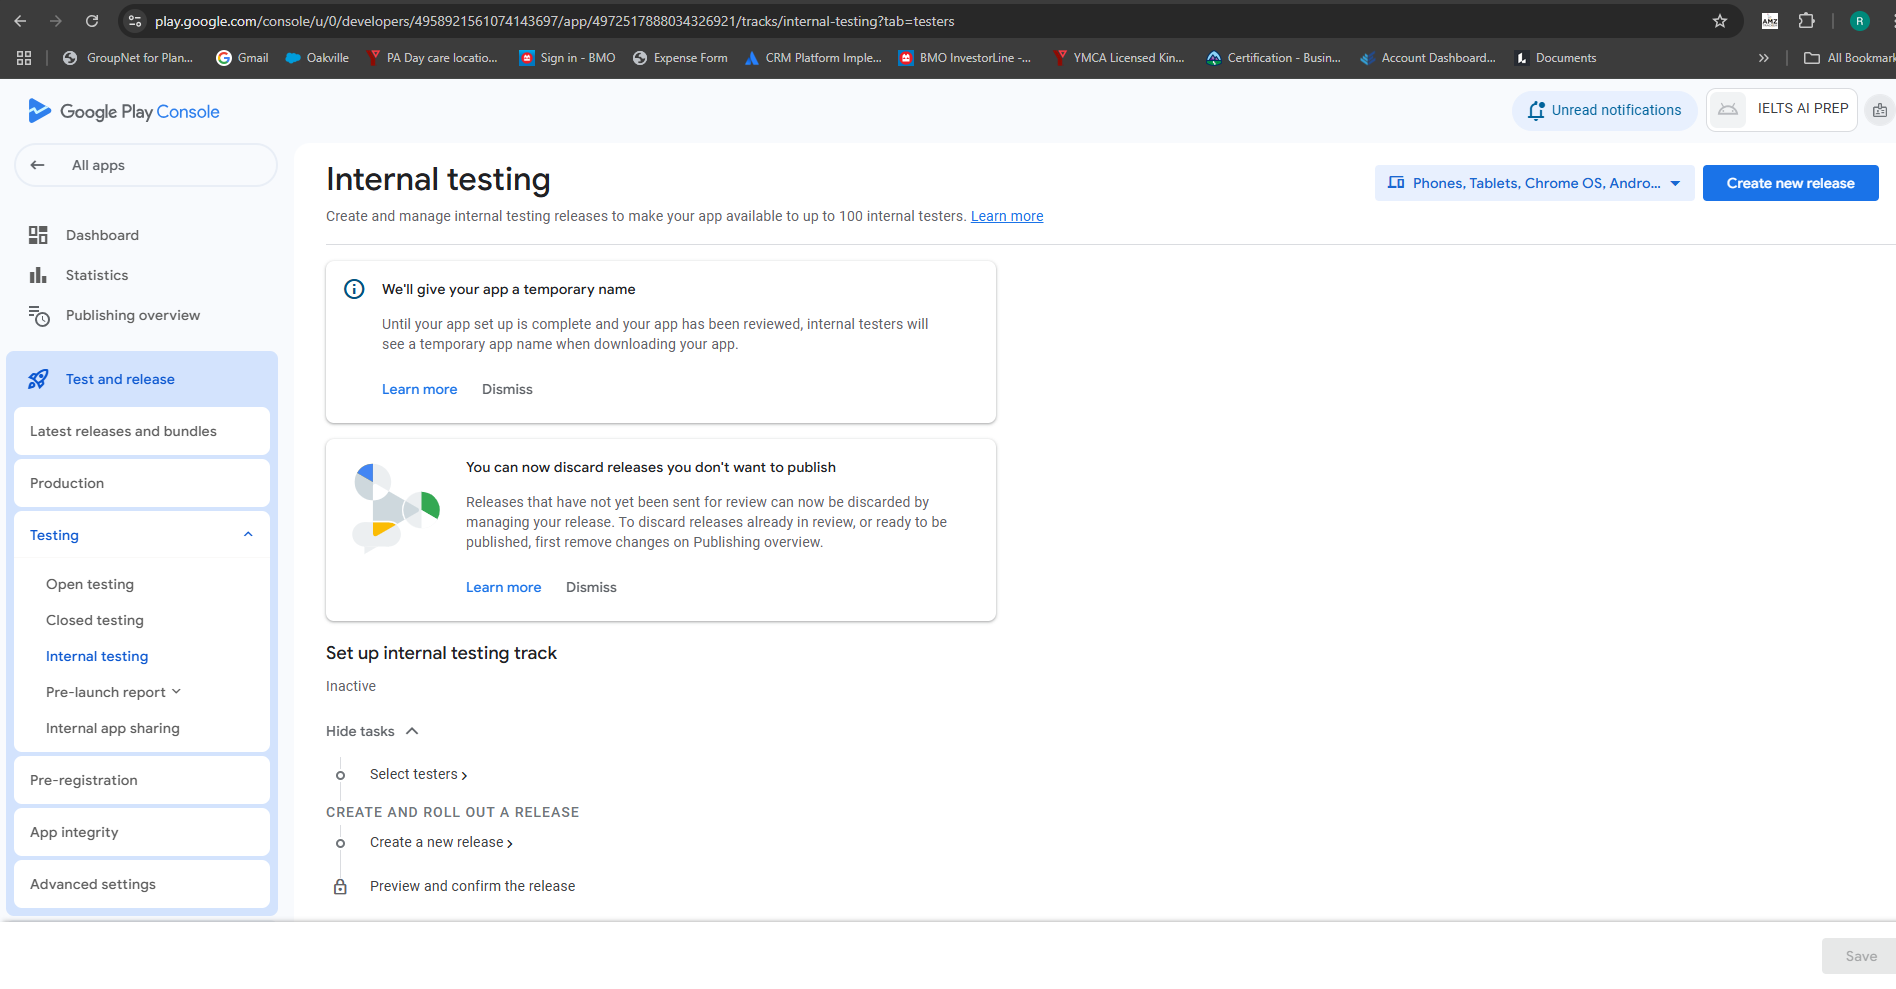 play.google.com/console/u/0/developers/4958921561074143697/app/4972517888034326921/tracks/internal-testing?tab=testers
AMZ
R
GroupNet for Plan...
Gmail
Oakville
PA Day care locatio...
Sign in - BMO
Expense Form
CRM Platform Imple...
BMO InvestorLine -...
YMCA Licensed Kin...
Certification - Busin...
Account Dashboard...
Documents
»
All Bookmark
Google Play Console
Unread notifications
IELTS AI PREP
All apps
Dashboard
Statistics
Publishing overview
Test and release
Latest releases and bundles
Production
Testing
Open testing
Closed testing
Internal testing
Pre-launch report
Internal app sharing
Pre-registration
App integrity
Advanced settings
Internal testing
Phones, Tablets, Chrome OS, Andro...
Create new release
Create and manage internal testing releases to make your app available to up to 100 internal testers. Learn more
We'll give your app a temporary name
Until your app set up is complete and your app has been reviewed, internal testers will
see a temporary app name when downloading your app.
Learn more
Dismiss
You can now discard releases you don't want to publish
Releases that have not yet been sent for review can now be discarded by
managing your release. To discard releases already in review, or ready to be
published, first remove changes on Publishing overview.
Learn more
Dismiss
Set up internal testing track
Inactive
Hide tasks
Select testers
CREATE AND ROLL OUT A RELEASE
Create a new release
Preview and confirm the release
Save